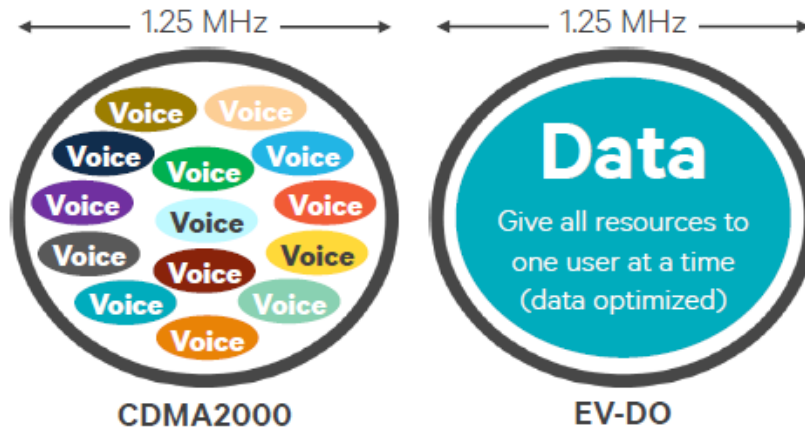 1.25 MHz
Voice
Voice
Voice
Voice
Voice
Voice
Voice
Voice
Voice
Voice
Voice
Voice
Voice
Voice
CDMA2000
1.25 MHz
Data
Give all resources to
one user at a time
(data optimized)
EV-DO